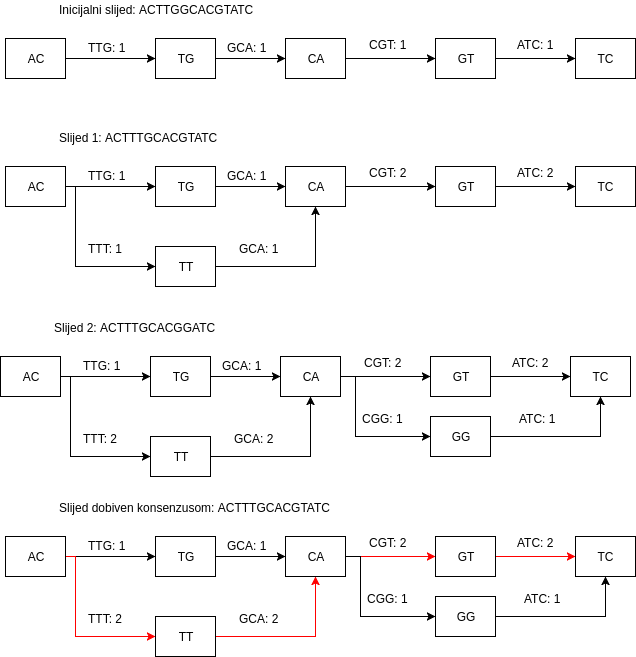 Inicijalni slijed: ACTTGGCACGTATC
TTG: 1 GCA: 1 CGT: 1 ATC: 1
AC TG CA GT TC
Slijed 1: ACTTTGCACGTATC
TTG: 1 GCA: 1 CGT: 2 ATC: 2
AC TG CA GT TC
TTT: 1 GCA: 1
TT
Slijed 2: ACTTTGCACGGATC
TTG: 1 GCA: 1 CGT: 2 ATC: 2
AC TG CA GT TC
CGG: 1 ATC: 1
TTT: 2 GCA: 2 GG
TT
Slijed dobiven konsenzusom: ACTTTGCACGTATC
TTG: 1 GCA: 1 CGT: 2 ATC: 2
AC TG CA GT TC
CGG: 1 ATC: 1
TTT: 2 GCA: 2 GG
TT